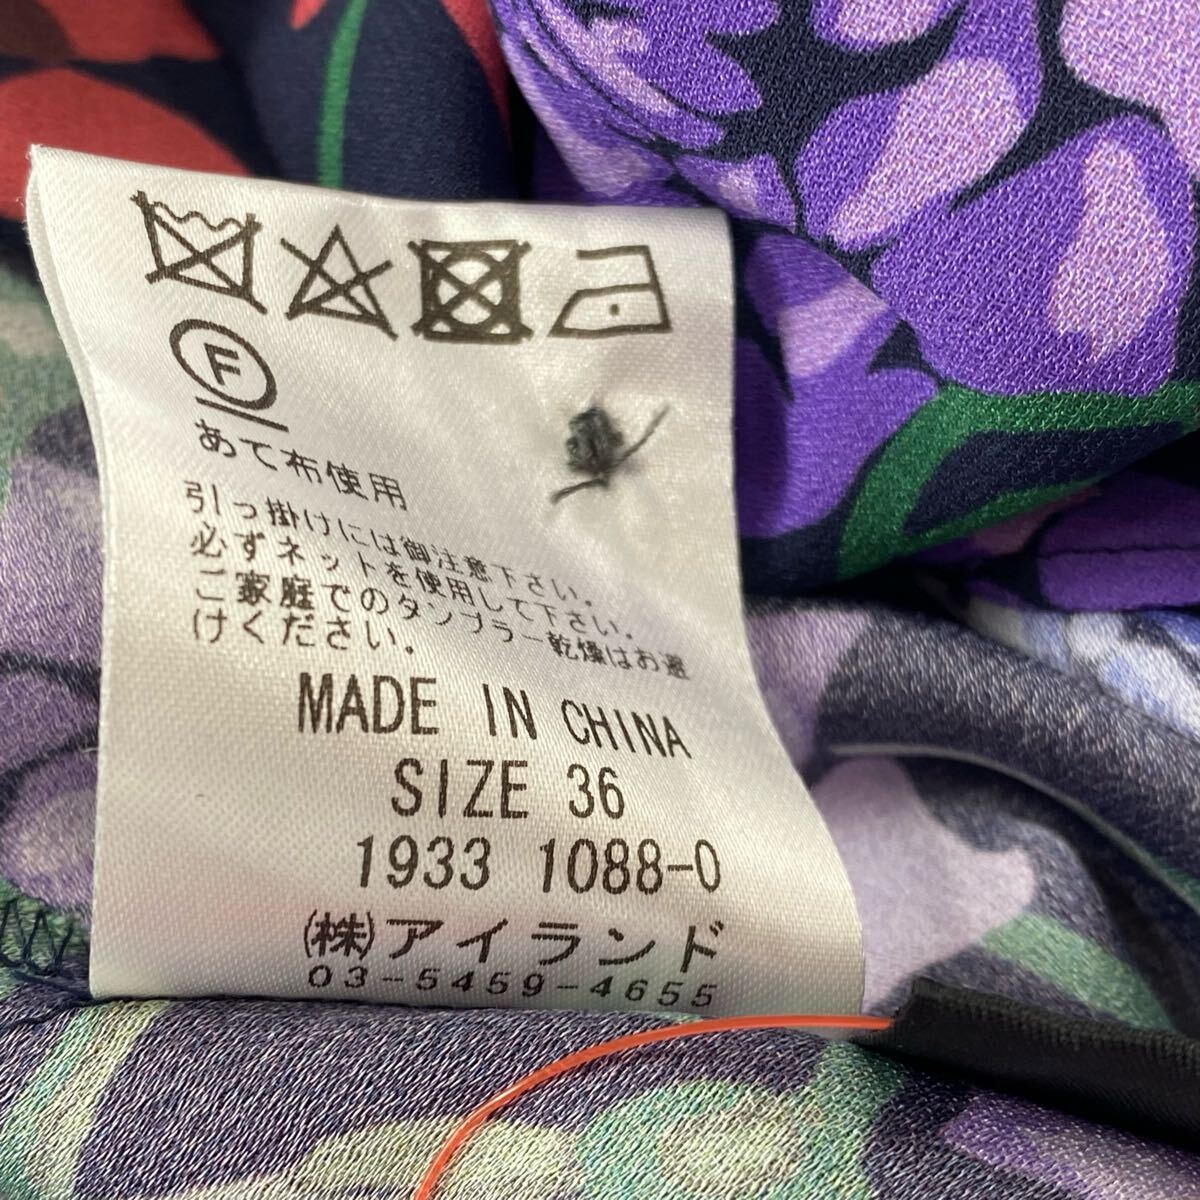 F
あて布使用
引っ掛けには御注意下さい.
必ずネットを使用して下さい.
ご家庭でのタンブラー乾燥はお避
けください.
MADE IN CHINA
SIZE 36
1933 1088-0
㈱アイランド
03-5459-4655